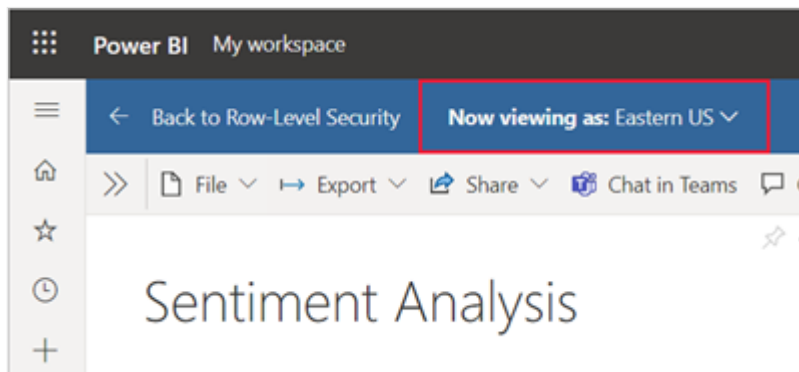 Power BI My workspace
Back to Row-Level Security Now viewing as: Eastern US
File Export Share Chat in Teams
Sentiment Analysis